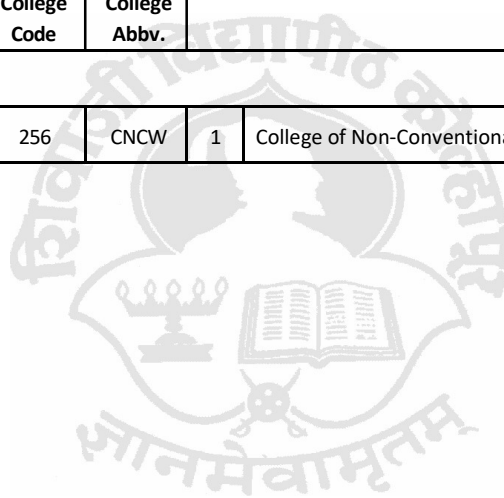 College College
Code Abbv.
256 CNCW 1 College of Non-Conventiona
शिवाजी विद्यापीठ कोल्हापूर
ज्ञानमेवामृतम्